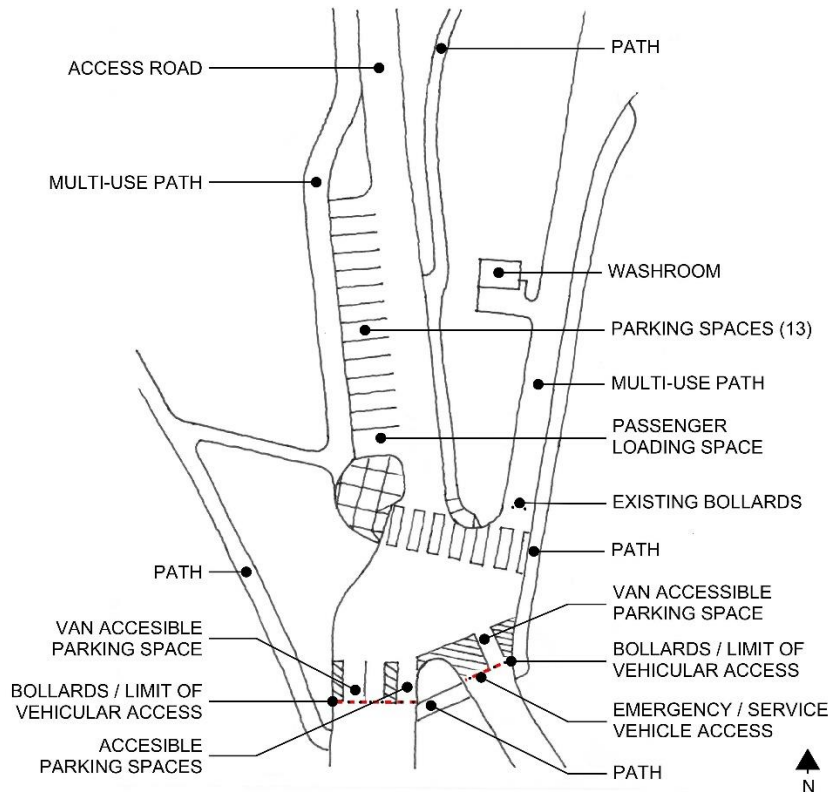 PATH
ACCESS ROAD
MULTI-USE PATH
WASHROOM
PARKING SPACES (13)
MULTI-USE PATH
PASSENGER
LOADING SPACE
EXISTING BOLLARDS
PATH
PATH
VAN ACCESSIBLE
PARKING SPACE
VAN ACCESIBLE
PARKING SPACE
BOLLARDS / LIMIT OF
VEHICULAR ACCESS
BOLLARDS / LIMIT OF
VEHICULAR ACCESS
EMERGENCY / SERVICE
VEHICLE ACCESS
ACCESIBLE
PARKING SPACES
PATH
N